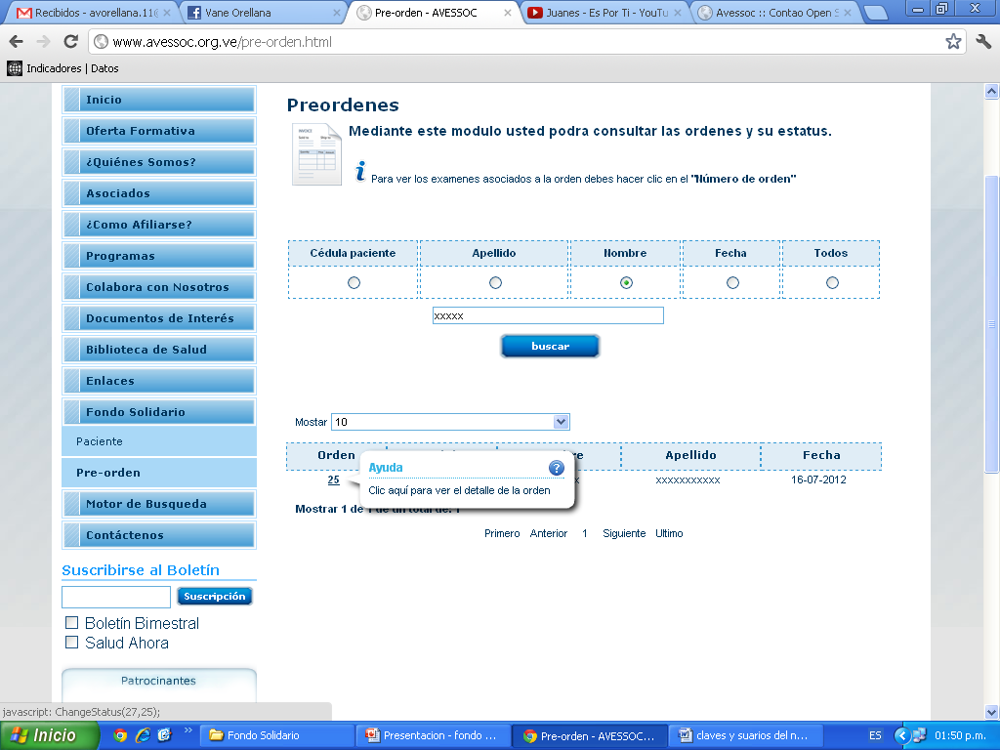 Recibidos - avorellana.11@
Vane Orellana
Pre-orden - AVESSOC
Juanes - Es Por Ti - YouTu
Avessoc :: Contao Open S
www.avessoc.org.ve/pre-orden.html
Indicadores | Datos
Inicio
Oferta Formativa
¿Quiénes Somos?
Asociados
¿Como Afiliarse?
Programas
Colabora con Nosotros
Documentos de Interés
Biblioteca de Salud
Enlaces
Fondo Solidario
Paciente
Pre-orden
Motor de Busqueda
Contáctenos
Suscribirse al Boletín
Suscripción
Boletín Bimestral
Salud Ahora
Patrocinantes
Preordenes
INVOICE
Mediante este modulo usted podra consultar las ordenes y su estatus.
Para ver los examenes asociados a la orden debes hacer clic en el "Número de orden"
Cédula paciente Apellido Nombre Fecha Todos
xxxxx
buscar
Mostar 10
Orden re Apellido Fecha
25 x xxxxxxxxxxx 16-07-2012
Ayuda ?
Clic aquí para ver el detalle de la orden
Mostrar 1 de 1 de un total de: 1
Primero Anterior 1 Siguiente Ultimo
javascript: ChangeStatus(27,25);
Inicio
Fondo Solidario
Presentacion - fondo ...
Pre-orden - AVESSOC...
claves y suarios del n...
ES
01:50 p.m.